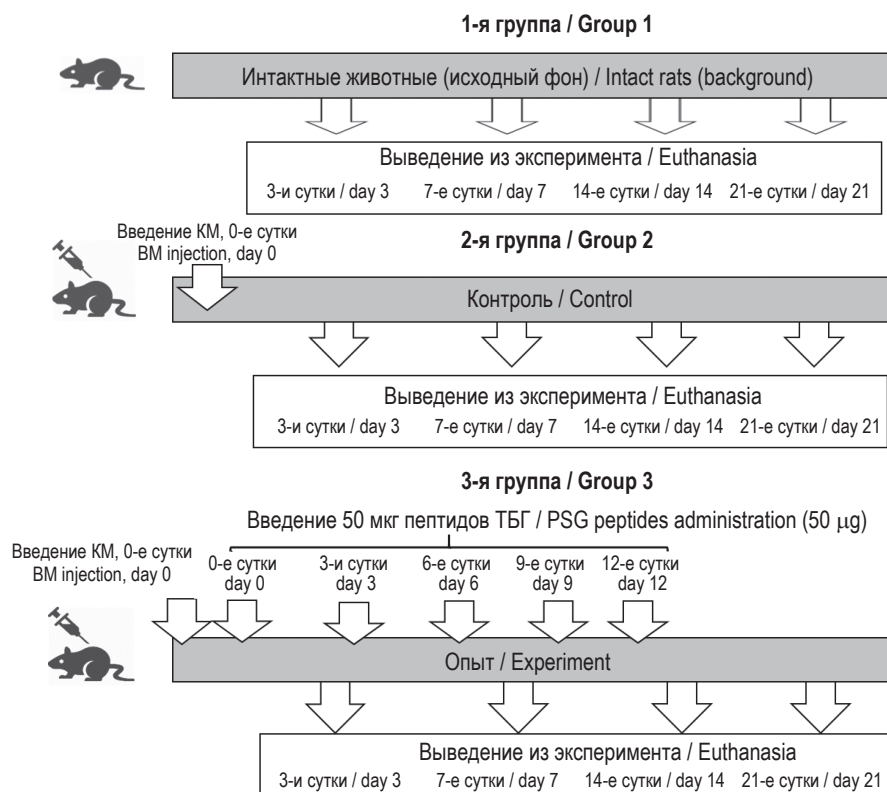 1-я группа / Group 1
Интактные животные (исходный фон) / Intact rats (background)
Выведение из эксперимента / Euthanasia
3-и сутки / day 3 7-е сутки / day 7 14-е сутки / day 14 21-е сутки / day 21
Введение КМ, 0-е сутки
BM injection, day 0
2-я группа / Group 2
Контроль / Control
Выведение из эксперимента / Euthanasia
3-и сутки / day 3 7-е сутки / day 7 14-е сутки / day 14 21-е сутки / day 21
3-я группа / Group 3
Введение 50 мкг пептидов ТБГ / PSG peptides administration (50 μg)
Введение КМ, 0-е сутки
BM injection, day 0
0-е сутки
day 0
3-и сутки
day 3
6-е сутки
day 6
9-е сутки
day 9
12-е сутки
day 12
Опыт / Experiment
Выведение из эксперимента / Euthanasia
3-и сутки / day 3 7-е сутки / day 7 14-е сутки / day 14 21-е сутки / day 21